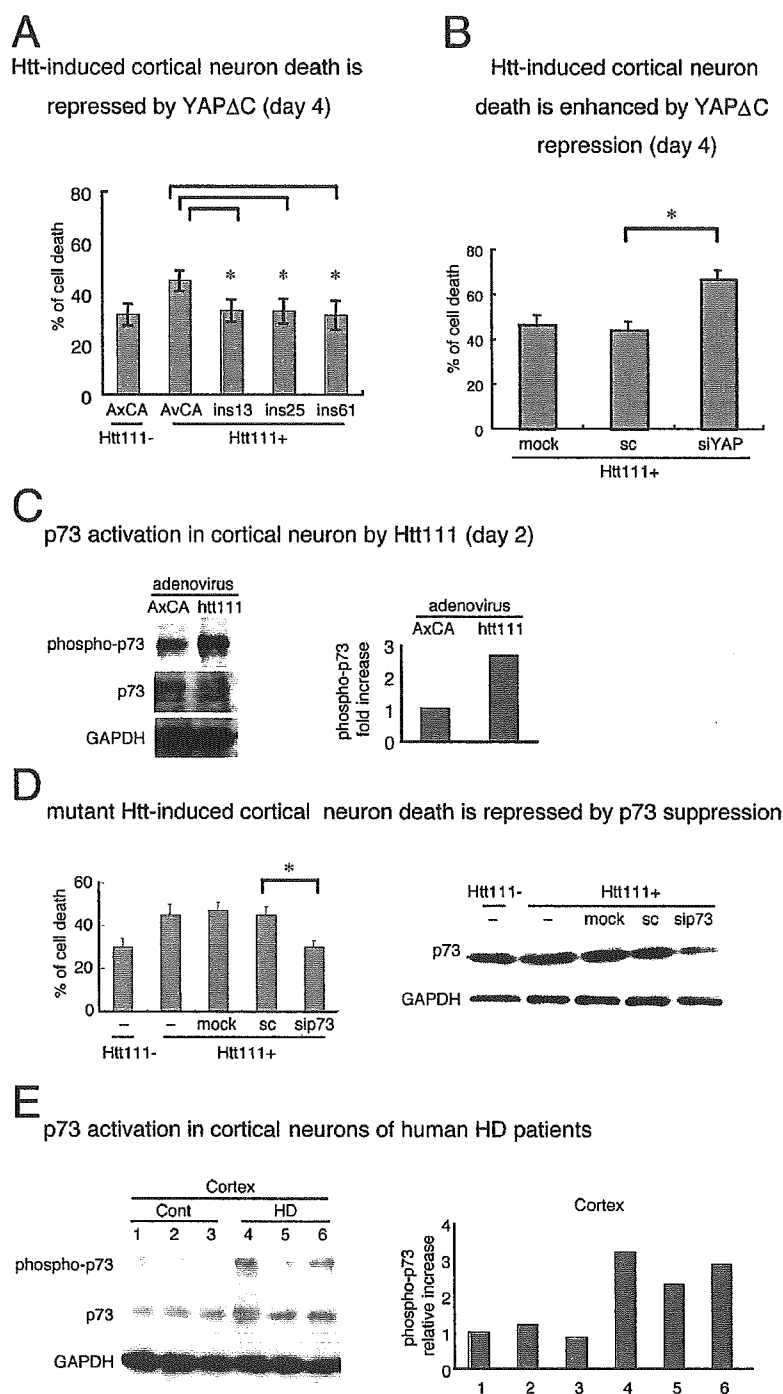 A
Htt-induced cortical neuron death is
repressed by YAPΔC (day 4)
% of cell death
80
60
40
20
0
*
*
*
AxCA AvCA ins13 ins25 ins61
Htt111- Htt111+
B
Htt-induced cortical neuron
death is enhanced by YAPΔC
repression (day 4)
% of cell death
80
60
40
20
0
*
mock sc siYAP
Htt111+
C
p73 activation in cortical neuron by Htt111 (day 2)
adenovirus
AxCA htt111
phospho-p73
p73
GAPDH
adenovirus
AxCA htt111
phospho-p73
fold increase
3
2
1
0
D
mutant Htt-induced cortical neuron death is repressed by p73 suppression
% of cell death
60
40
20
0
*
– – mock sc sip73
Htt111- Htt111+
Htt111- Htt111+
– – mock sc sip73
p73
GAPDH
E
p73 activation in cortical neurons of human HD patients
Cortex
Cont HD
1 2 3 4 5 6
phospho-p73
p73
GAPDH
Cortex
phospho-p73
relative increase
4
3
2
1
0
1 2 3 4 5 6